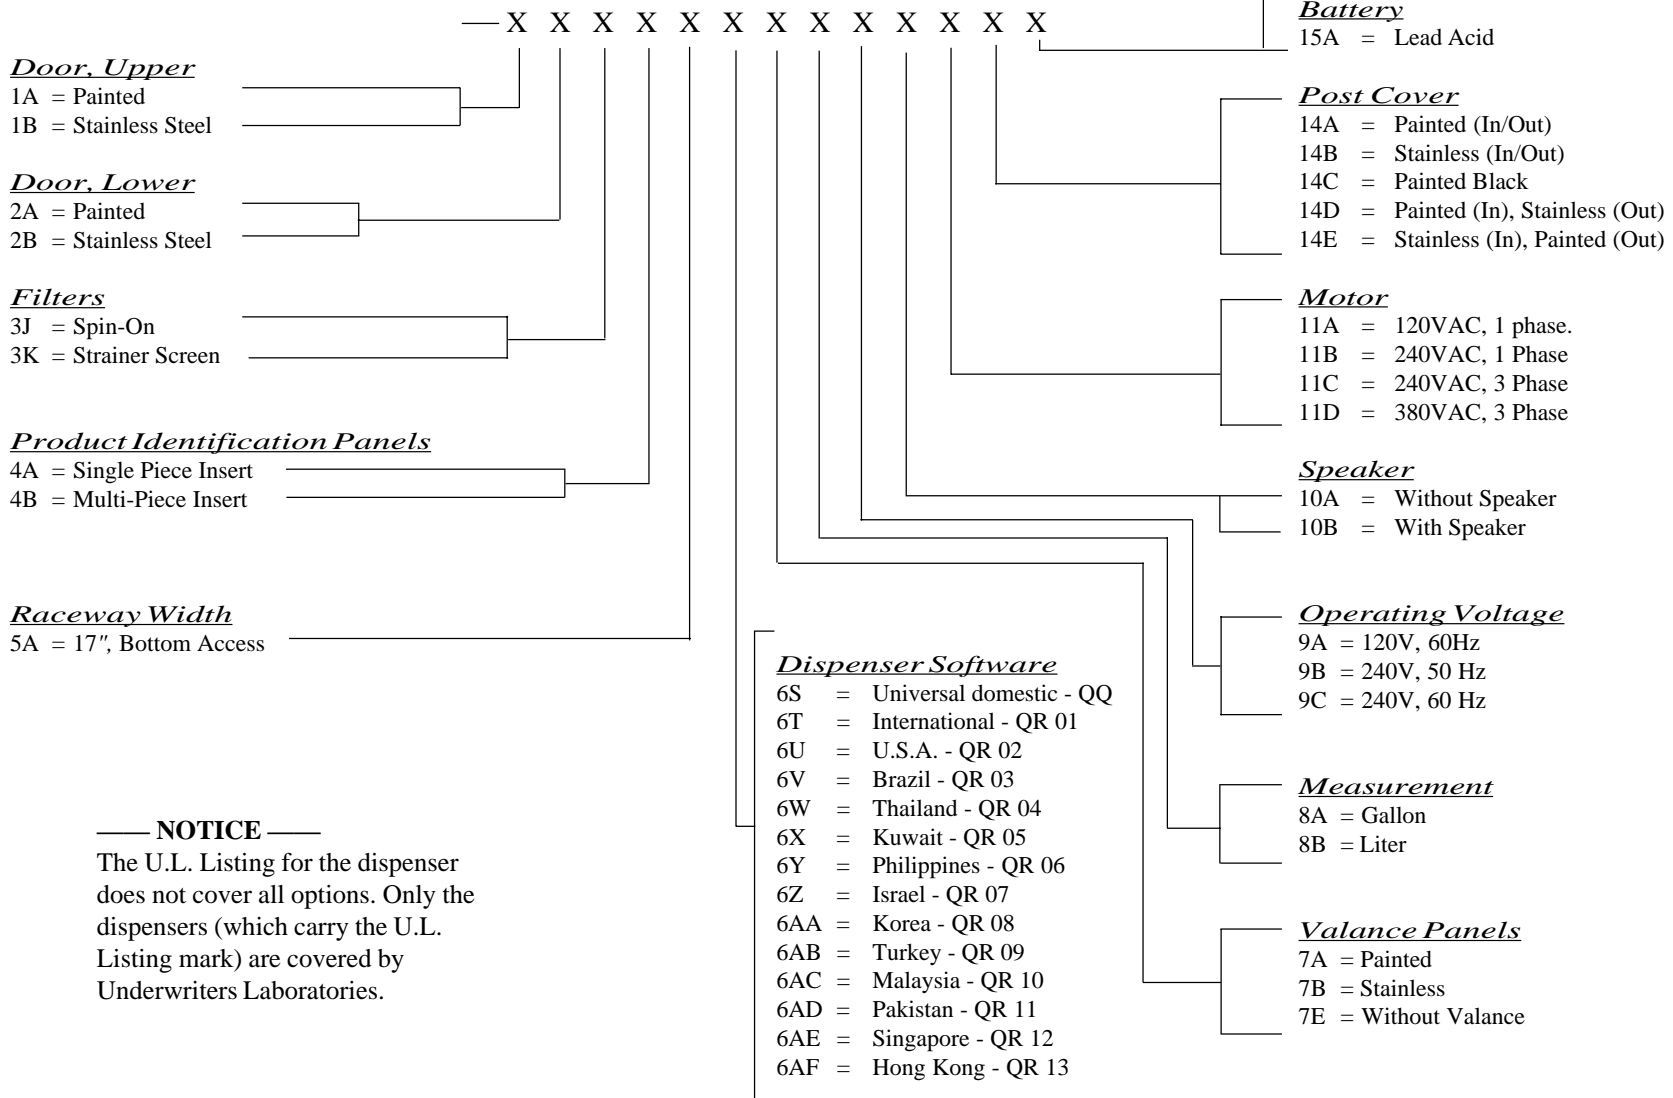 X X X X X X X X X X X X X
Door, Upper
1A = Painted
1B = Stainless Steel
Door, Lower
2A = Painted
2B = Stainless Steel
Filters
3J = Spin-On
3K = Strainer Screen
Product Identification Panels
4A = Single Piece Insert
4B = Multi-Piece Insert
Raceway Width
5A = 17", Bottom Access
—— NOTICE ——
The U.L. Listing for the dispenser
does not cover all options. Only the
dispensers (which carry the U.L.
Listing mark) are covered by
Underwriters Laboratories.
Dispenser Software
6S = Universal domestic - QQ
6T = International - QR 01
6U = U.S.A. - QR 02
6V = Brazil - QR 03
6W = Thailand - QR 04
6X = Kuwait - QR 05
6Y = Philippines - QR 06
6Z = Israel - QR 07
6AA = Korea - QR 08
6AB = Turkey - QR 09
6AC = Malaysia - QR 10
6AD = Pakistan - QR 11
6AE = Singapore - QR 12
6AF = Hong Kong - QR 13
Battery
15A = Lead Acid
Post Cover
14A = Painted (In/Out)
14B = Stainless (In/Out)
14C = Painted Black
14D = Painted (In), Stainless (Out)
14E = Stainless (In), Painted (Out)
Motor
11A = 120VAC, 1 phase.
11B = 240VAC, 1 Phase
11C = 240VAC, 3 Phase
11D = 380VAC, 3 Phase
Speaker
10A = Without Speaker
10B = With Speaker
Operating Voltage
9A = 120V, 60Hz
9B = 240V, 50 Hz
9C = 240V, 60 Hz
Measurement
8A = Gallon
8B = Liter
Valance Panels
7A = Painted
7B = Stainless
7E = Without Valance